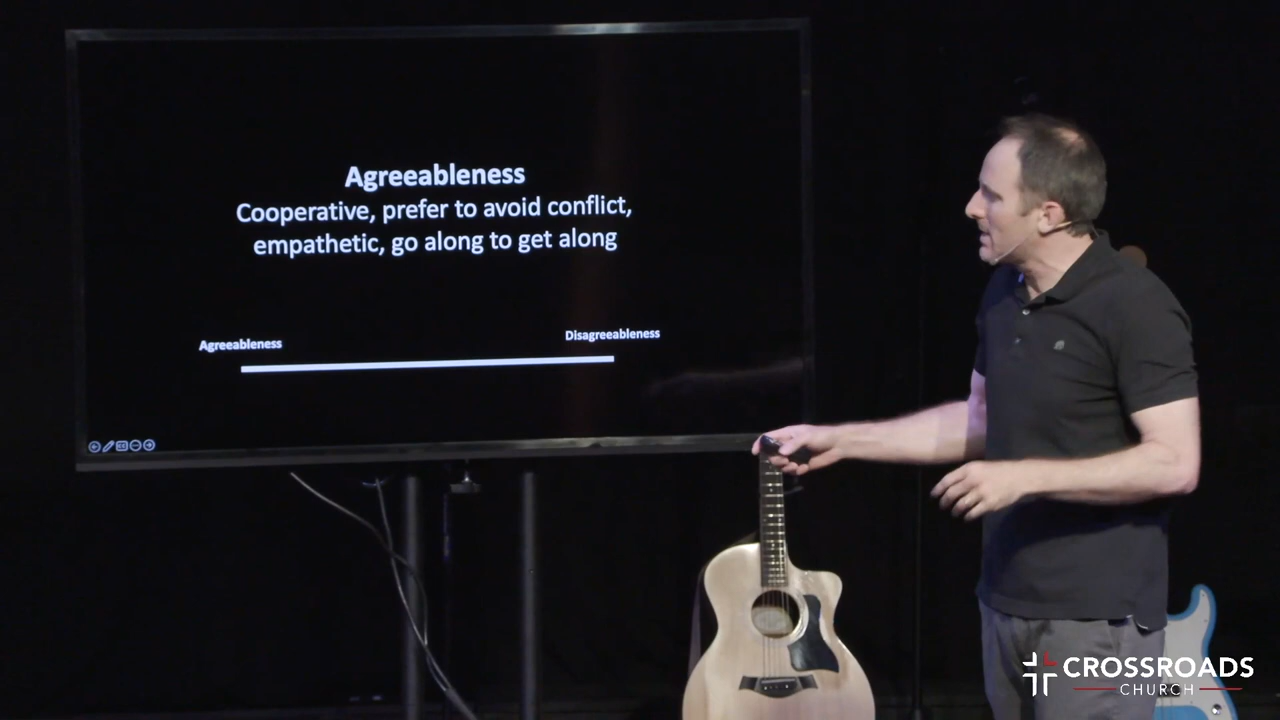 Agreeableness
Cooperative, prefer to avoid conflict,
empathetic, go along to get along
Agreeableness
Disagreeableness
CROSSROADS
CHURCH